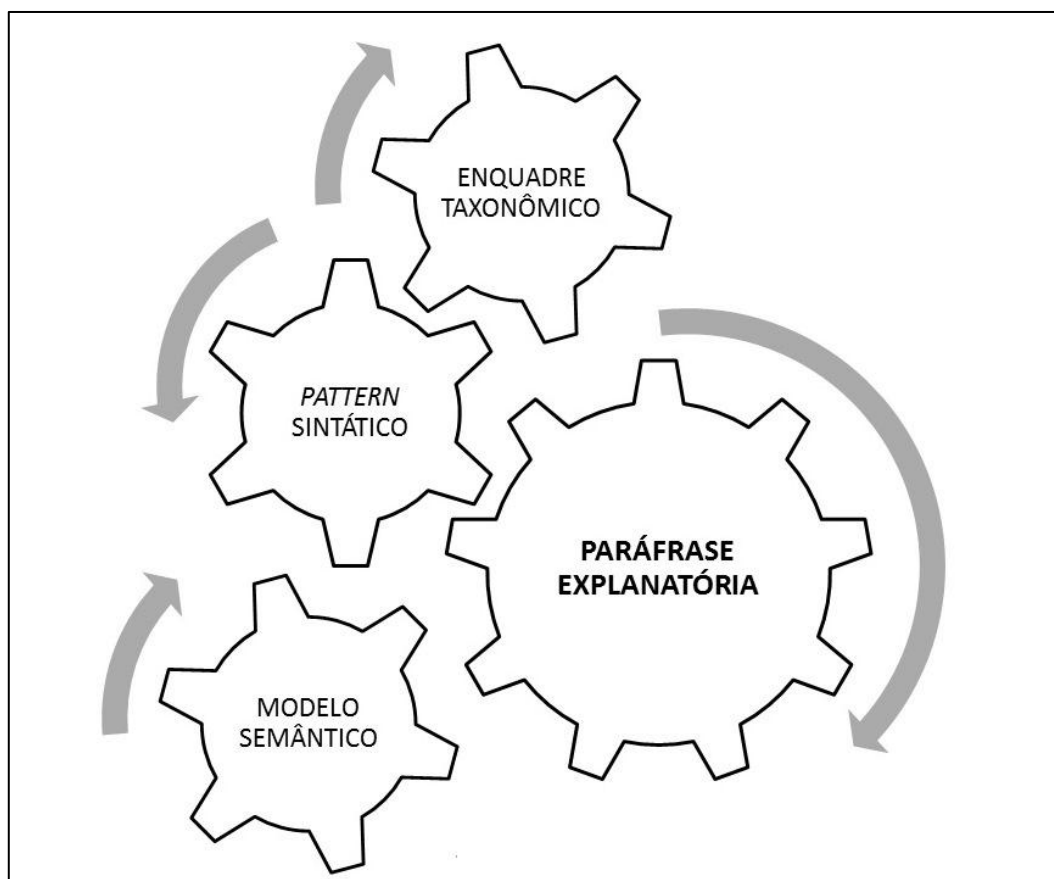 ENQUADRE
TAXONÔMICO
PATTERN
SINTÁTICO
PARÁFRASE
EXPLANATÓRIA
MODELO
SEMÂNTICO